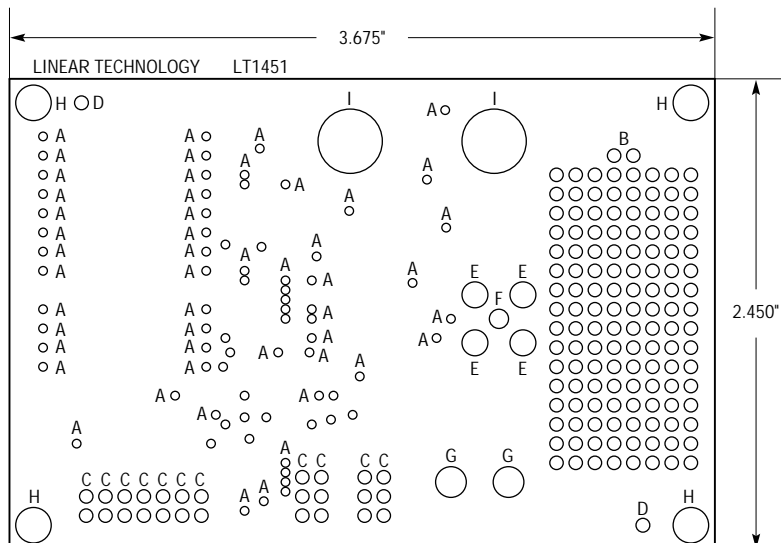 3.675"
LINEAR TECHNOLOGY LT1451
H D I A I H
A A A B
A A A
A A A A
A A A
A A A
A A A A
A A
A A A A
E E
A A A F
A A A A
A A A A E E
A A A
A A A
A
A
C C C C C C C C C C C G G
H A A D H
2.450"